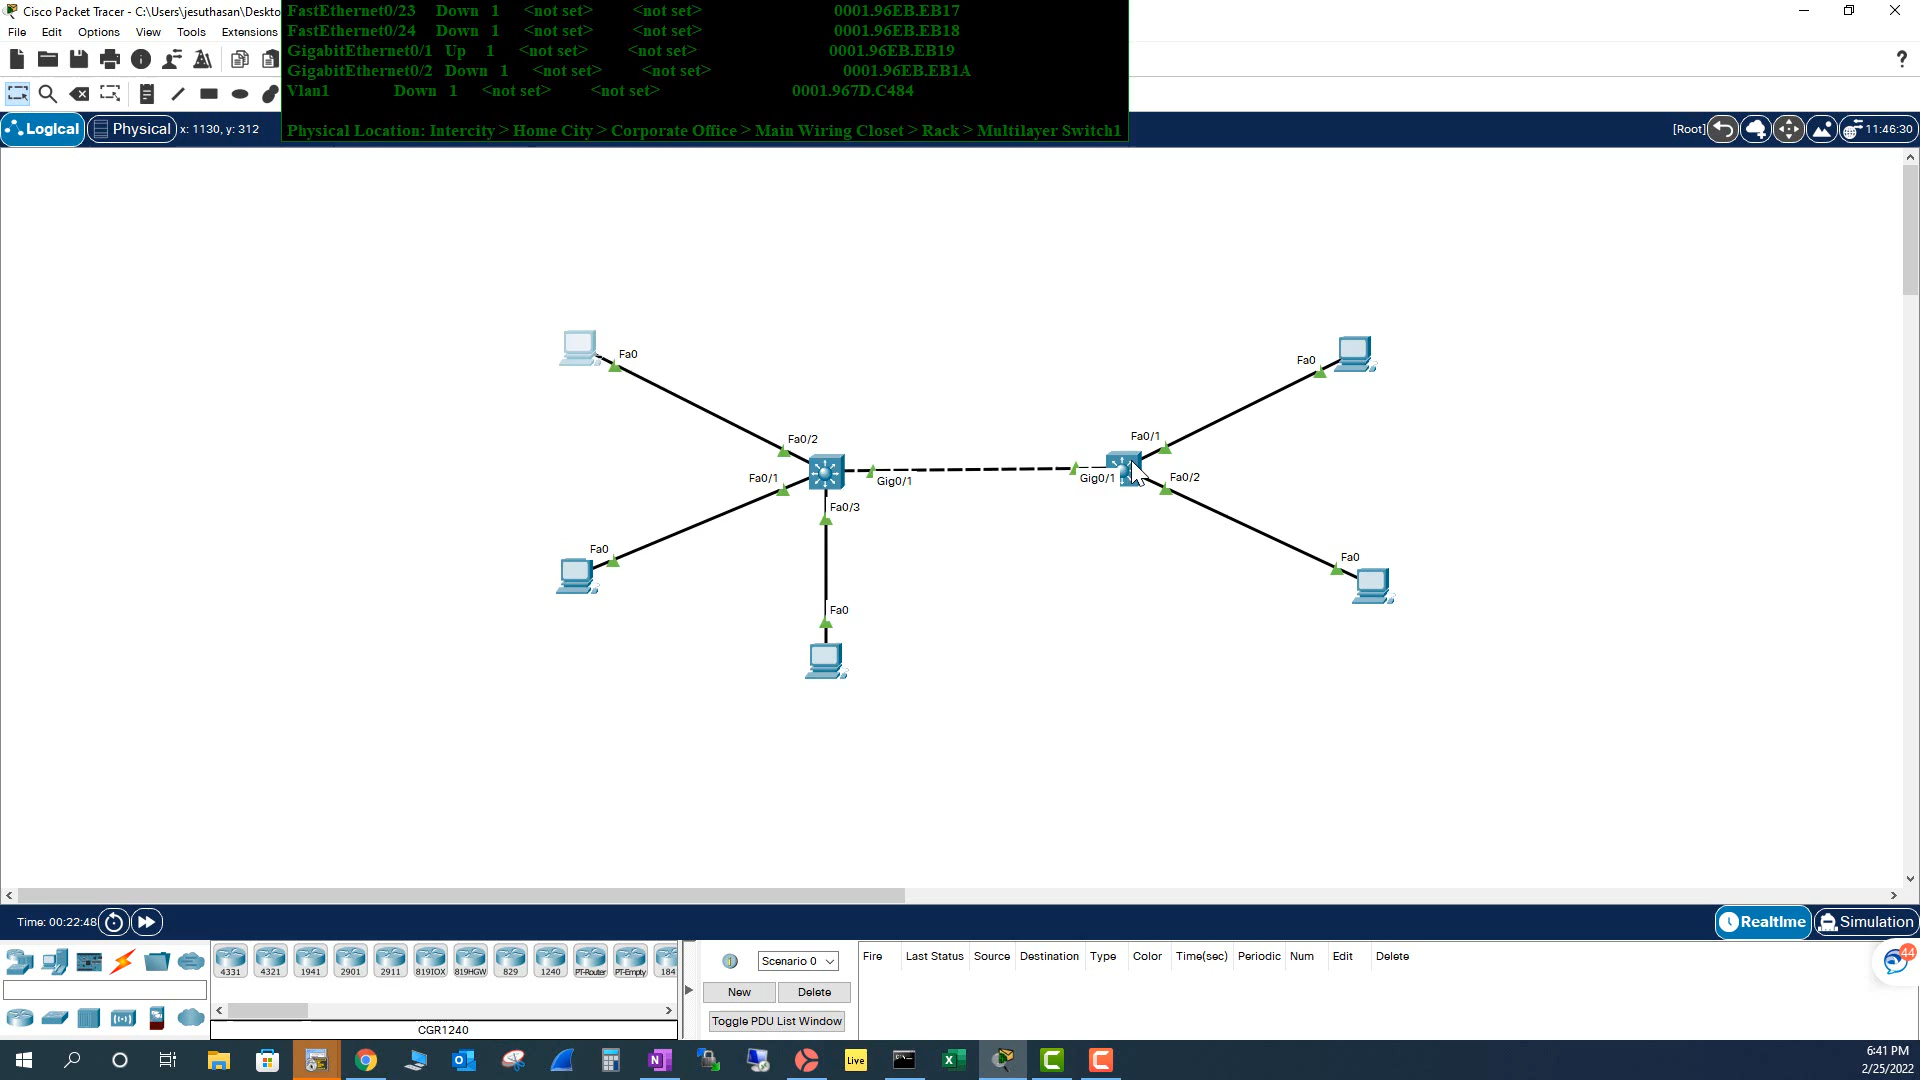 Cisco Packet Tracer - C:\Users\jesuthasan\Deskto
File Edit Options View Tools Extensions
FastEthernet0/23 Down 1 <not set> <not set> 0001.96EB.EB17
FastEthernet0/24 Down 1 <not set> <not set> 0001.96EB.EB18
GigabitEthernet0/1 Up 1 <not set> <not set> 0001.96EB.EB19
GigabitEthernet0/2 Down 1 <not set> <not set> 0001.96EB.EB1A
Vlan1 Down 1 <not set> <not set> 0001.967D.C484
Physical Location: Intercity > Home City > Corporate Office > Main Wiring Closet > Rack > Multilayer Switch1
?
Logical Physical x: 1130, y: 312
[Root] 11:46:30
Fa0
Fa0
Fa0/2
Fa0/1
Fa0/1
Gig0/1
Gig0/1
Fa0/2
Fa0/3
Fa0
Fa0
Fa0
Time: 00:22:48
Realtime Simulation
4331 4321 1941 2901 2911 819IOX 819HGW 829 1240 PT-Router PT-Empty 184
CGR1240
Scenario 0
New Delete
Toggle PDU List Window
Fire Last Status Source Destination Type Color Time(sec) Periodic Num Edit Delete
44
Live
6:41 PM
2/25/2022